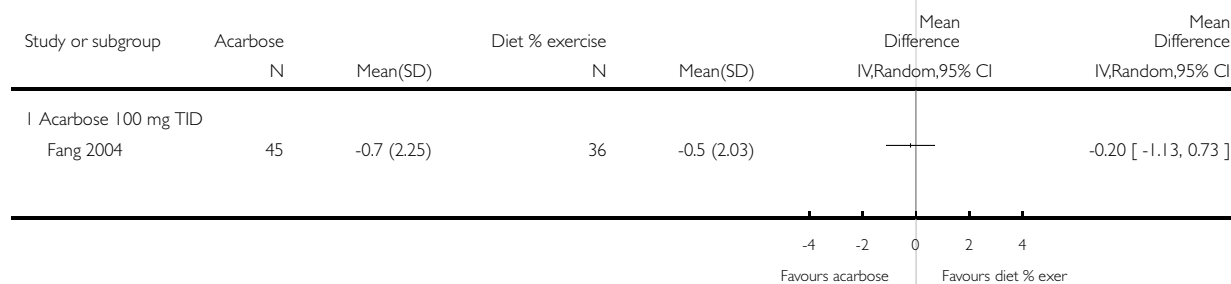 Mean Mean
Study or subgroup Acarbose Diet % exercise Difference Difference
N Mean(SD) N Mean(SD) IV,Random,95% CI IV,Random,95% CI
1 Acarbose 100 mg TID
Fang 2004 45 -0.7 (2.25) 36 -0.5 (2.03) -0.20 [ -1.13, 0.73 ]
-4 -2 0 2 4
Favours acarbose Favours diet % exer